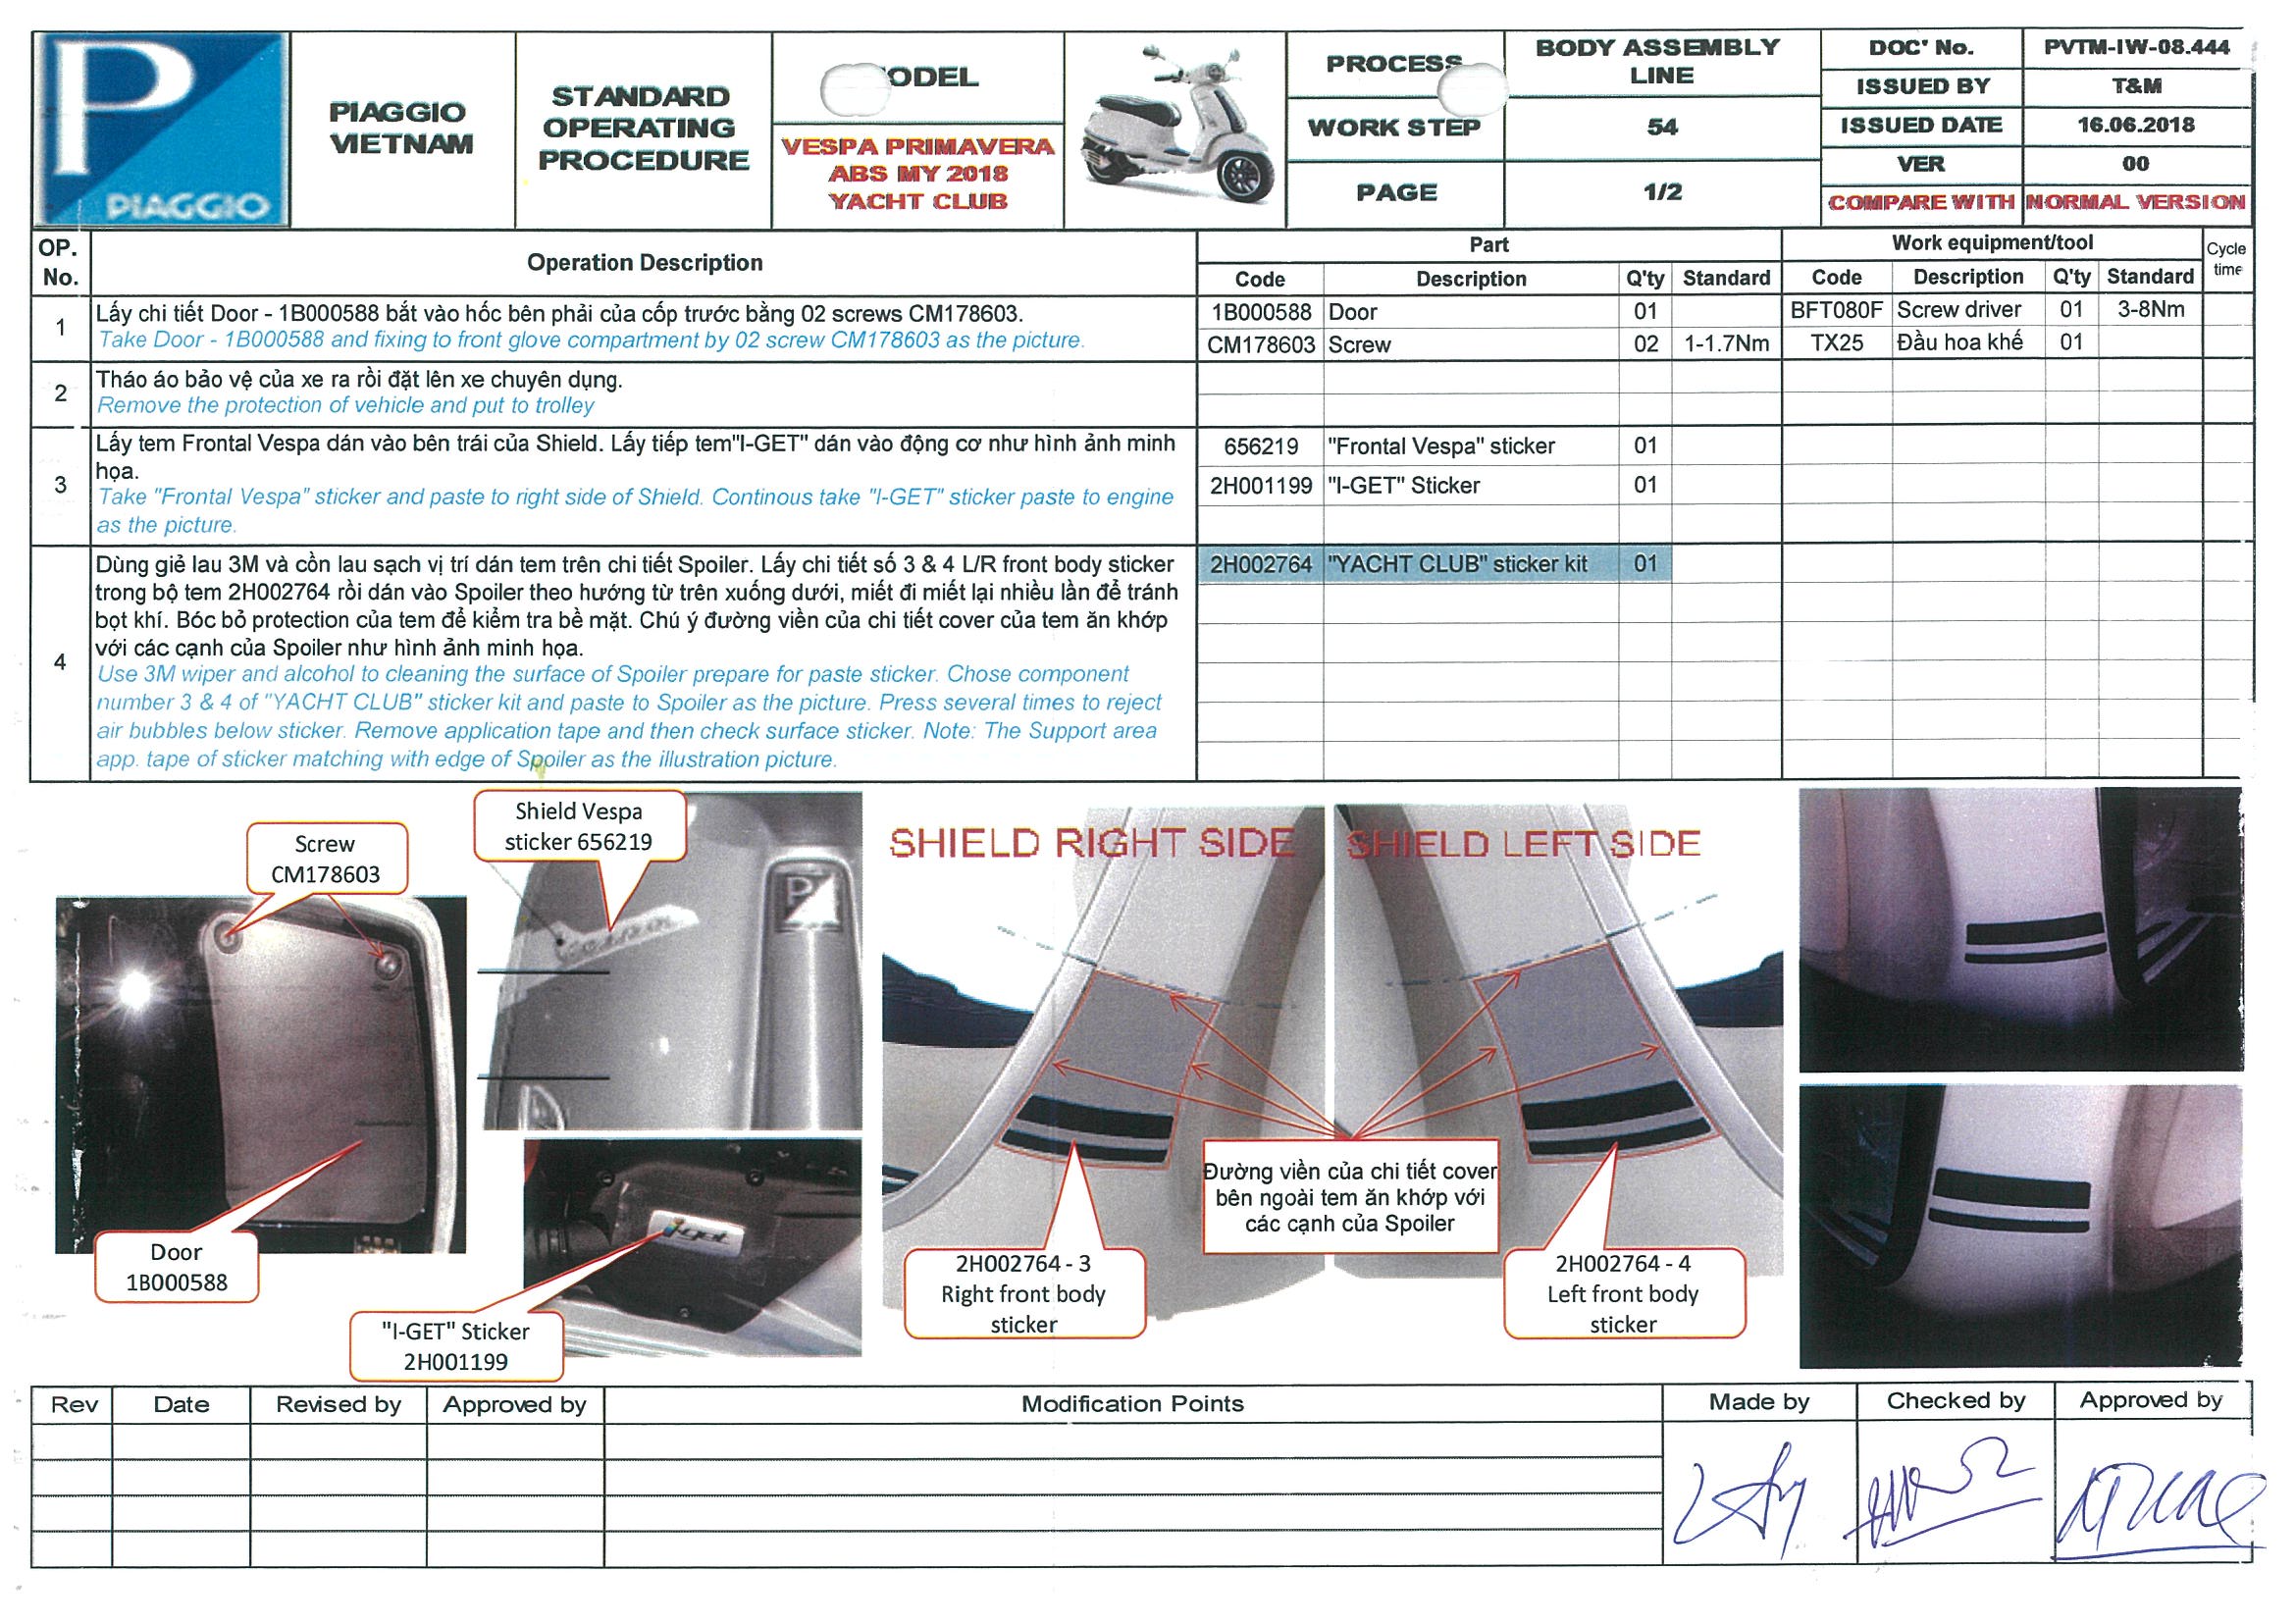 P
PIAGGIO
PIAGGIO
VIETNAM
STANDARD
OPERATING
PROCEDURE
ODEL
VESPA PRIMAVERA
ABS MY 2018
YACHT CLUB
PROCESS
BODY ASSEMBLY
LINE
WORK STEP
54
PAGE
1/2
DOC' No.
PVTM-IW-08.444
ISSUED BY
T&M
ISSUED DATE
16.06.2018
VER
00
COMPARE WITH
NORMAL VERSION
OP.
No.
Operation Description
Part
Work equipment/tool
Cycle
time
Code Description Q'ty Standard Code Description Q'ty Standard
1
Lấy chi tiết Door - 1B000588 bắt vào hốc bên phải của cốp trước bằng 02 screws CM178603.
Take Door - 1B000588 and fixing to front glove compartment by 02 screw CM178603 as the picture.
1B000588 Door 01 BFT080F Screw driver 01 3-8Nm
CM178603 Screw 02 1-1.7Nm TX25 Đầu hoa khế 01
2
Tháo áo bảo vệ của xe ra rồi đặt lên xe chuyên dụng.
Remove the protection of vehicle and put to trolley
3
Lấy tem Frontal Vespa dán vào bên trái của Shield. Lấy tiếp tem"I-GET" dán vào động cơ như hình ảnh minh
họa.
Take "Frontal Vespa" sticker and paste to right side of Shield. Continous take "I-GET" sticker paste to engine
as the picture.
656219 "Frontal Vespa" sticker 01
2H001199 "I-GET" Sticker 01
4
Dùng giẻ lau 3M và cồn lau sạch vị trí dán tem trên chi tiết Spoiler. Lấy chi tiết số 3 & 4 L/R front body sticker
trong bộ tem 2H002764 rồi dán vào Spoiler theo hướng từ trên xuống dưới, miết đi miết lại nhiều lần để tránh
bọt khí. Bóc bỏ protection của tem để kiểm tra bề mặt. Chú ý đường viền của chi tiết cover của tem ăn khớp
với các cạnh của Spoiler như hình ảnh minh họa.
Use 3M wiper and alcohol to cleaning the surface of Spoiler prepare for paste sticker. Chose component
number 3 & 4 of "YACHT CLUB" sticker kit and paste to Spoiler as the picture. Press several times to reject
air bubbles below sticker. Remove application tape and then check surface sticker. Note: The Support area
app. tape of sticker matching with edge of Spoiler as the illustration picture.
2H002764 "YACHT CLUB" sticker kit 01
Screw
CM178603
Door
1B000588
Shield Vespa
sticker 656219
P
"I-GET" Sticker
2H001199
i-get
SHIELD RIGHT SIDE
SHIELD LEFT SIDE
Đường viền của chi tiết cover
bên ngoài tem ăn khớp với
các cạnh của Spoiler
2H002764 - 3
Right front body
sticker
2H002764 - 4
Left front body
sticker
Rev Date Revised by Approved by Modification Points Made by Checked by Approved by